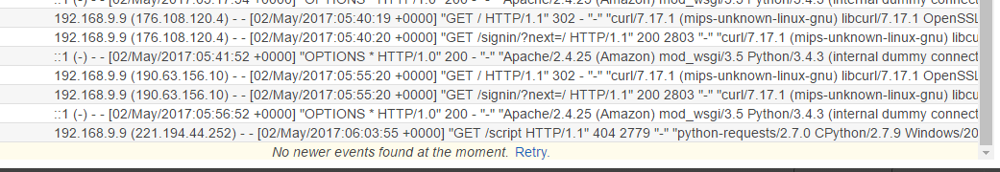 ::1 (-) - - [02/May/2017:05:17:54 +0000] "OPTIONS * HTTP/1.0" 200 - "-" "Apache/2.4.25 (Amazon) mod_wsgi/3.5 Python/3.4.3 (internal dummy connect
192.168.9.9 (176.108.120.4) - - [02/May/2017:05:40:19 +0000] "GET / HTTP/1.1" 302 - "-" "curl/7.17.1 (mips-unknown-linux-gnu) libcurl/7.17.1 OpenSSL
192.168.9.9 (176.108.120.4) - - [02/May/2017:05:40:20 +0000] "GET /signin/?next=/ HTTP/1.1" 200 2803 "-" "curl/7.17.1 (mips-unknown-linux-gnu) libcu
::1 (-) - - [02/May/2017:05:41:52 +0000] "OPTIONS * HTTP/1.0" 200 - "-" "Apache/2.4.25 (Amazon) mod_wsgi/3.5 Python/3.4.3 (internal dummy connect
192.168.9.9 (190.63.156.10) - - [02/May/2017:05:55:20 +0000] "GET / HTTP/1.1" 302 - "-" "curl/7.17.1 (mips-unknown-linux-gnu) libcurl/7.17.1 OpenSSL
192.168.9.9 (190.63.156.10) - - [02/May/2017:05:55:20 +0000] "GET /signin/?next=/ HTTP/1.1" 200 2803 "-" "curl/7.17.1 (mips-unknown-linux-gnu) libcu
::1 (-) - - [02/May/2017:05:56:52 +0000] "OPTIONS * HTTP/1.0" 200 - "-" "Apache/2.4.25 (Amazon) mod_wsgi/3.5 Python/3.4.3 (internal dummy connect
192.168.9.9 (221.194.44.252) - - [02/May/2017:06:03:55 +0000] "GET /script HTTP/1.1" 404 2779 "-" "python-requests/2.7.0 CPython/2.7.9 Windows/20
No newer events found at the moment. Retry.